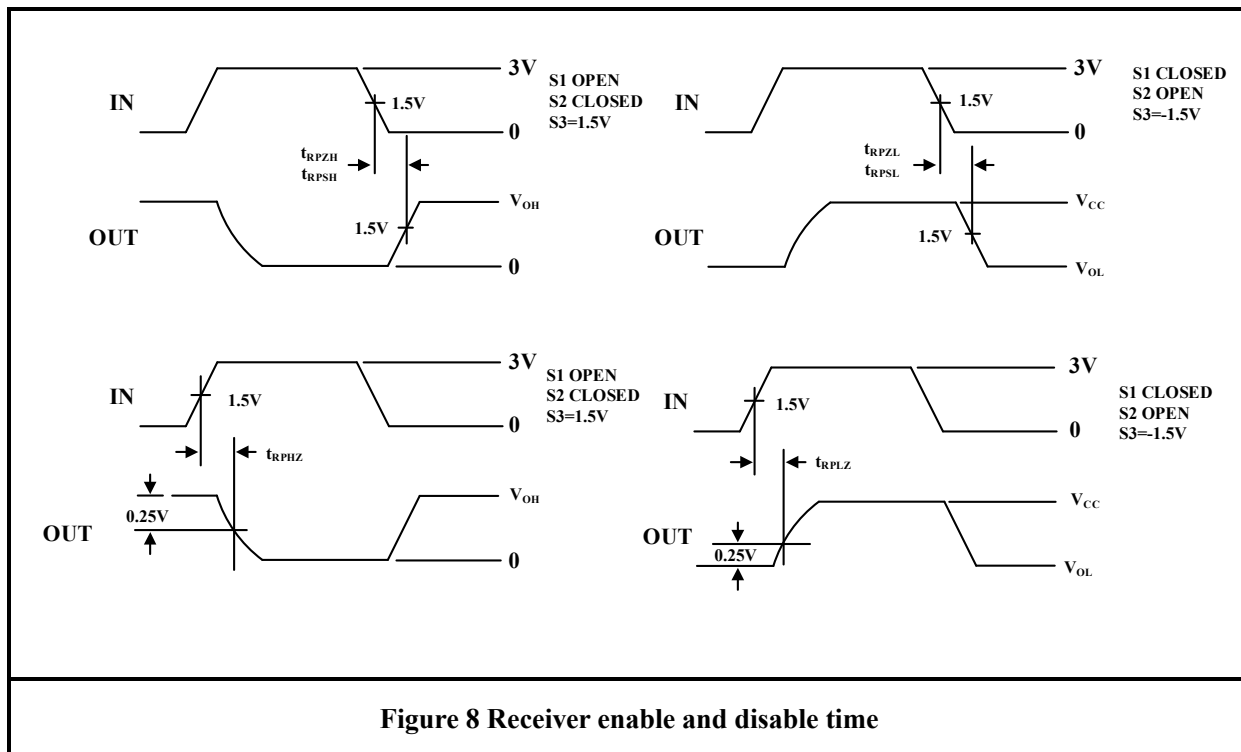 3V
S1 OPEN
S2 CLOSED
S3=1.5V
IN
1.5V
0
tRPZH
tRPSH
VOH
OUT
1.5V
0
3V
S1 CLOSED
S2 OPEN
S3=-1.5V
IN
1.5V
0
tRPZL
tRPSL
VCC
OUT
1.5V
VOL
3V
S1 OPEN
S2 CLOSED
S3=1.5V
IN
1.5V
0
tRPHZ
VOH
0.25V
OUT
0
3V
S1 CLOSED
S2 OPEN
S3=-1.5V
IN
1.5V
0
tRPLZ
VCC
OUT
0.25V
VOL
Figure 8 Receiver enable and disable time